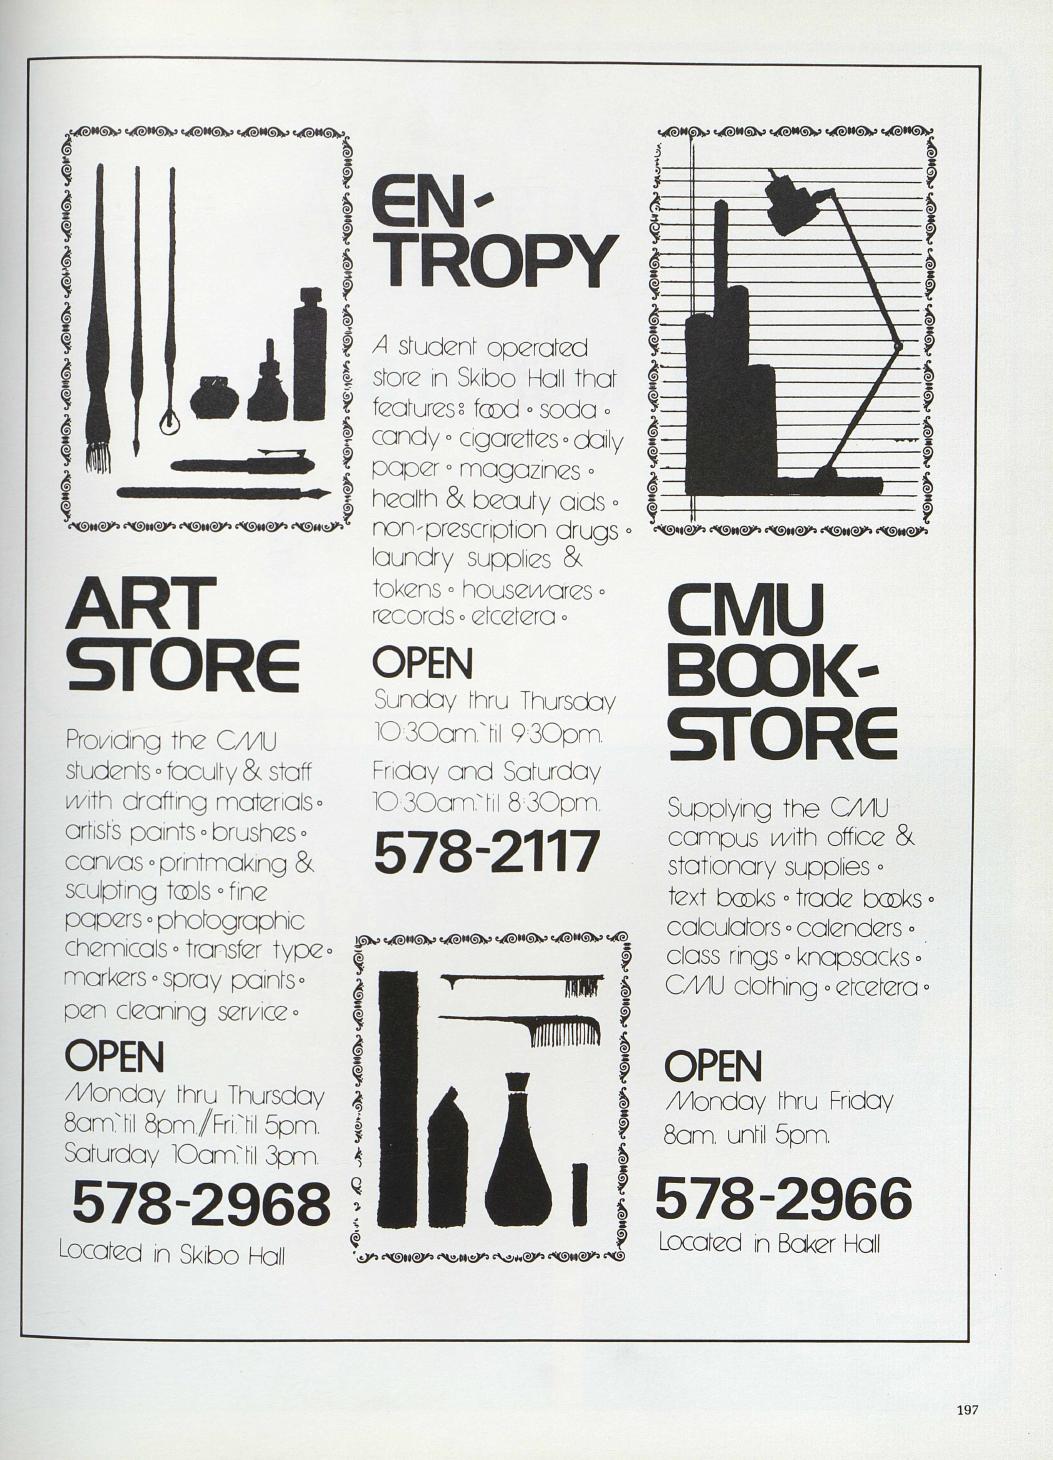 EN-
TROPY
A student operated
store in Skibo Hall that
features: food • soda •
candy • cigarettes • daily
paper • magazines •
health & beauty aids •
non-prescription drugs •
laundry supplies &
tokens • housewares •
records • etcetera •
OPEN
Sunday thru Thursday
10:30am.`til 9:30pm.
Friday and Saturday
10:30am.`til 8:30pm.
578-2117
ART
STORE
Providing the CMU
students • faculty & staff
with drafting materials •
artist's paints • brushes •
canvas • printmaking &
sculpting tools • fine
papers • photographic
chemicals • transfer type •
markers • spray paints •
pen cleaning service •
OPEN
Monday thru Thursday
8am.`til 8pm./Fri.`til 5pm.
Saturday 10am.`til 3pm.
578-2968
Located in Skibo Hall
CMU
BOOK-
STORE
Supplying the CMU
campus with office &
stationary supplies •
text books • trade books •
calculators • calenders •
class rings • knapsacks •
CMU clothing • etcetera •
OPEN
Monday thru Friday
8am. until 5pm.
578-2966
Located in Baker Hall
197